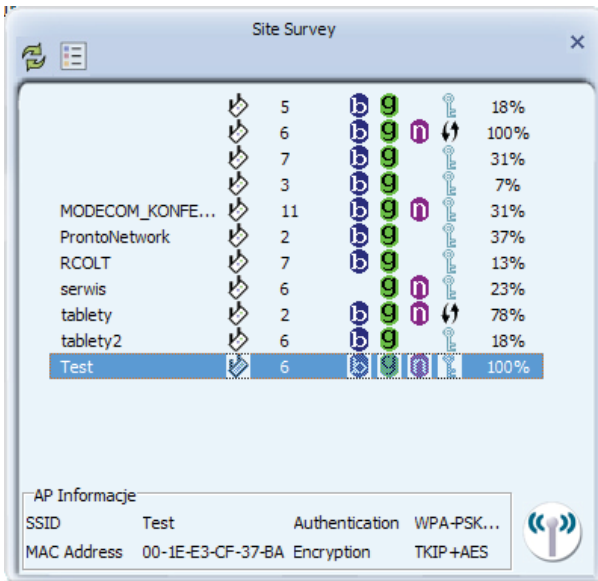 Site Survey
5 b g 18%
6 b g n 100%
7 b g 31%
3 b g 7%
MODECOM_KONFE... 11 b g n 31%
ProntoNetwork 2 b g 37%
RCOLT 7 b g 13%
serwis 6 g n 23%
tablety 2 b g n 78%
tablety2 6 b g 18%
Test 6 b g n 100%
AP Informacje
SSID Test Authentication WPA-PSK...
MAC Address 00-1E-E3-CF-37-BA Encryption TKIP+AES